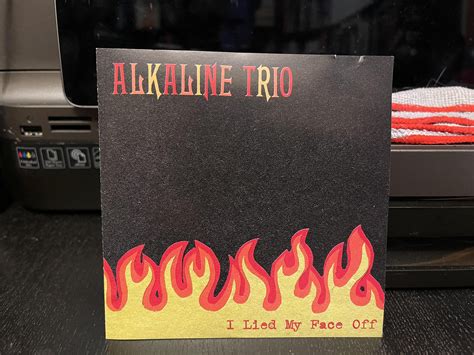 ALKALINE TRIO
I Lied My Face Off